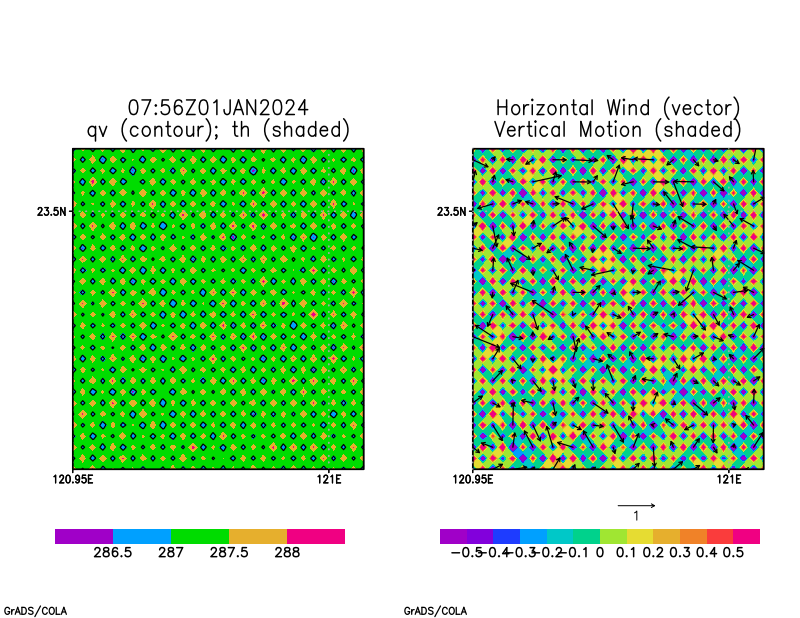 07:56Z01JAN2024
qv (contour); th (shaded)
23.5N
120.95E 121E
286.5 287 287.5 288
Horizontal Wind (vector)
Vertical Motion (shaded)
23.5N
120.95E 121E
1
-0.5 -0.4 -0.3 -0.2 -0.1 0 0.1 0.2 0.3 0.4 0.5
GrADS/COLA GrADS/COLA